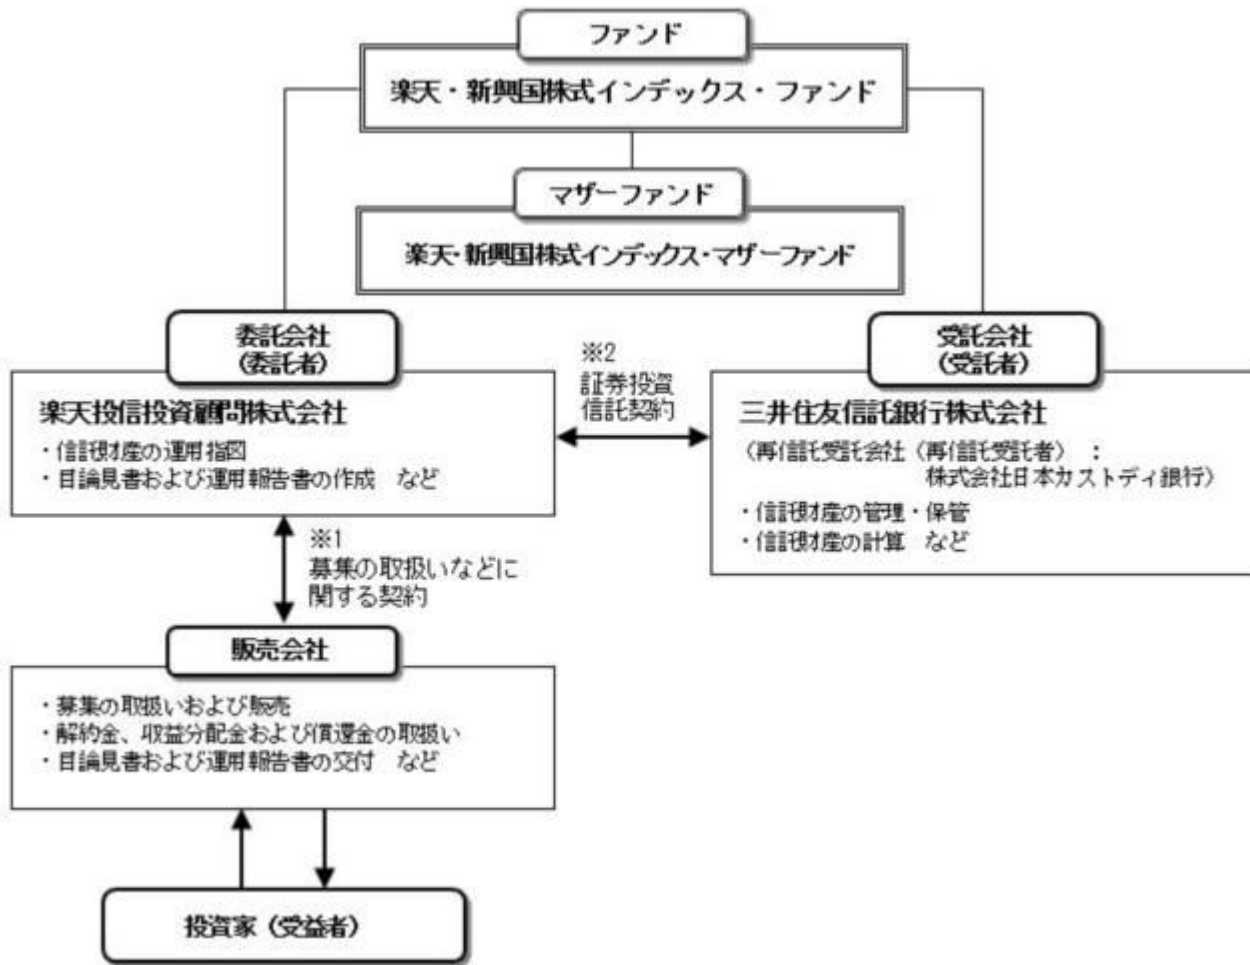 ファンド
楽天・新興国株式インデックス・ファンド
マザーファンド
楽天・新興国株式インデックス・マザーファンド
委託会社
(委託者)
楽天投信投資顧問株式会社
・信託財産の運用指図
・目論見書および運用報告書の作成　など
※2
証券投資
信託契約
受託会社
(受託者)
三井住友信託銀行株式会社
(再信託受託会社(再信託受託者)　：
株式会社日本カストディ銀行)
・信託財産の管理・保管
・信託財産の計算　など
※1
募集の取扱いなどに
関する契約
販売会社
・募集の取扱いおよび販売
・解約金、収益分配金および償還金の取扱い
・目論見書および運用報告書の交付　など
投資家(受益者)